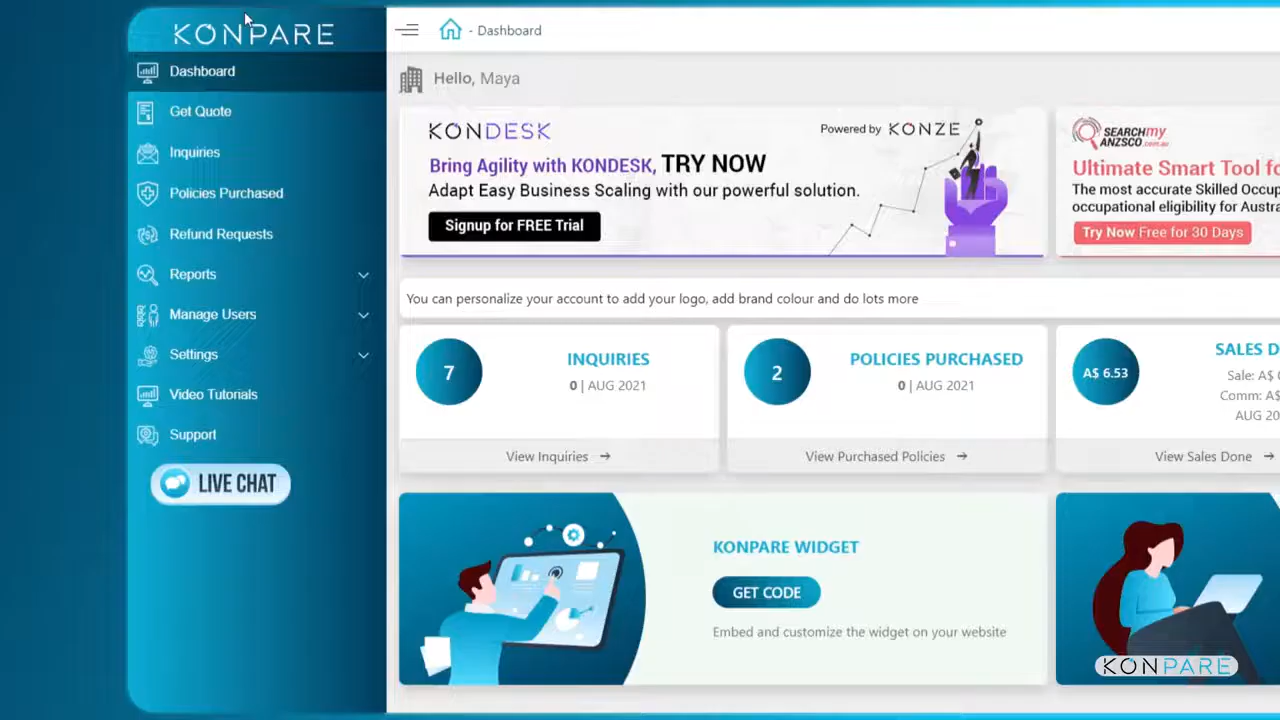 KONPARE
Dashboard
Get Quote
Inquiries
Policies Purchased
Refund Requests
Reports
Manage Users
Settings
Video Tutorials
Support
LIVE CHAT
- Dashboard
Hello, Maya
KONDESK
Powered by KONZE
Bring Agility with KONDESK, TRY NOW
Adapt Easy Business Scaling with our powerful solution.
Signup for FREE Trial
SEARCHmy
ANZSCO.com.au
Ultimate Smart Tool fo
The most accurate Skilled Occup
occupational eligibility for Austra
Try Now Free for 30 Days
You can personalize your account to add your logo, add brand colour and do lots more
7
INQUIRIES
0 | AUG 2021
View Inquiries →
2
POLICIES PURCHASED
0 | AUG 2021
View Purchased Policies →
A$ 6.53
SALES D
Sale: A$
Comm: A$
AUG 20
View Sales Done →
KONPARE WIDGET
GET CODE
Embed and customize the widget on your website
KONPARE